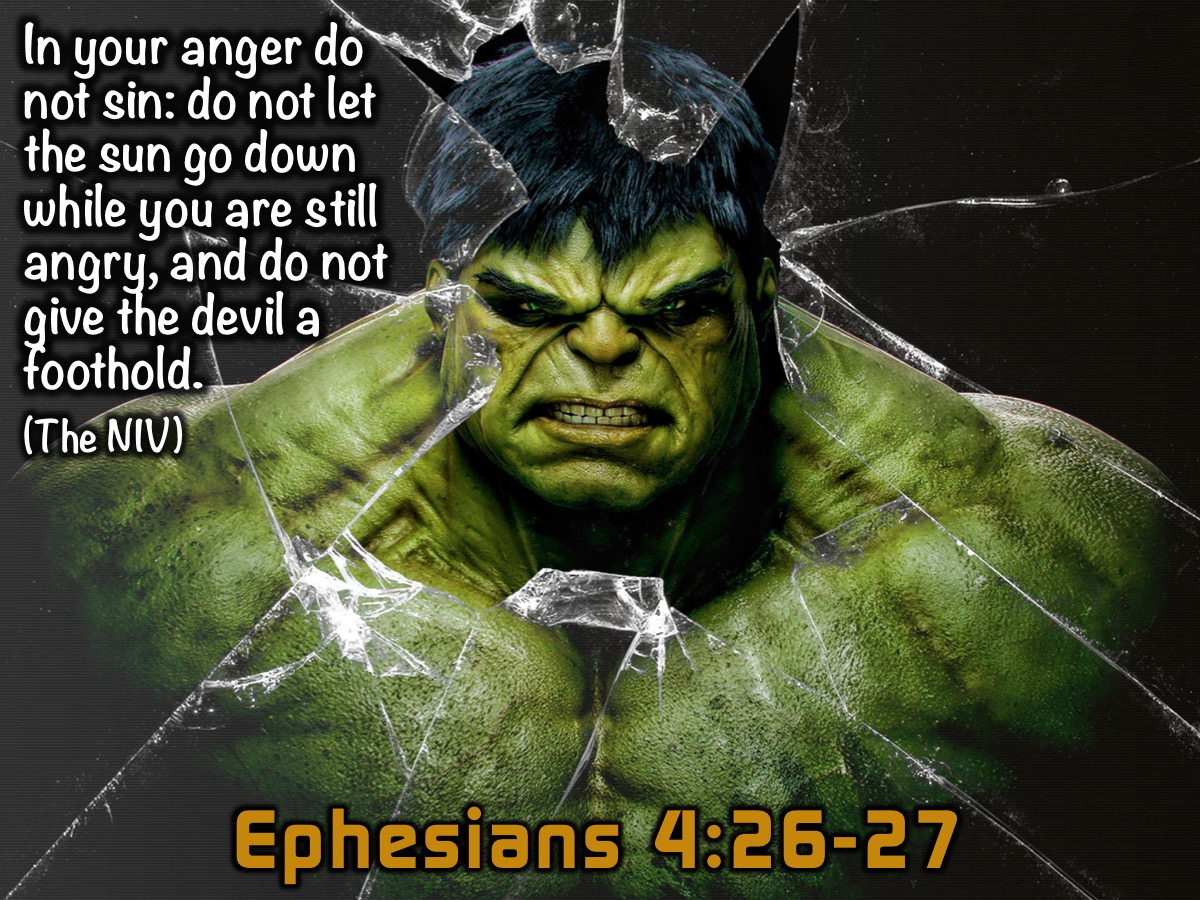 In your anger do
not sin: do not let
the sun go down
while you are still
angry, and do not
give the devil a
foothold.
(The NIV)
Ephesians 4:26-27